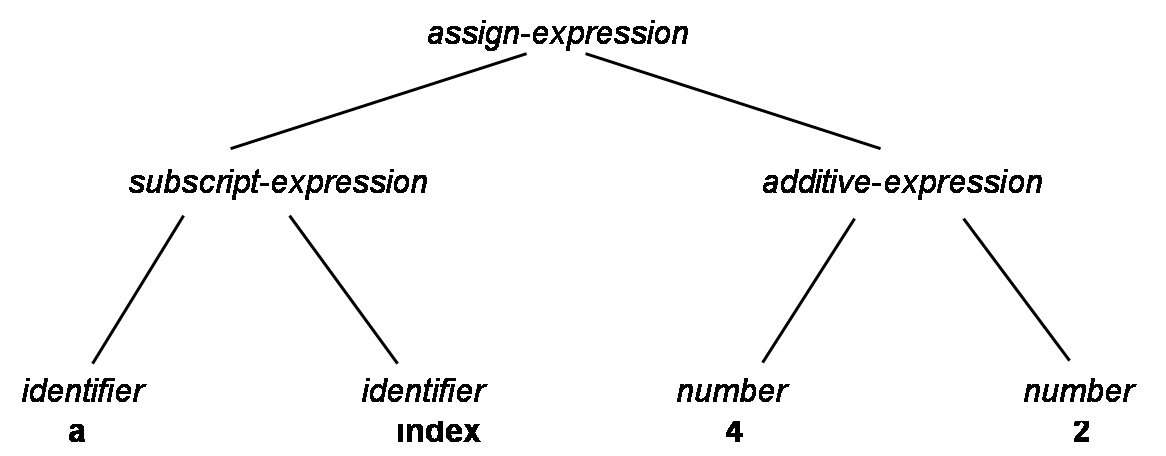 assign-expression
subscript-expression additive-expression
identifier identifier number number
a index 4 2